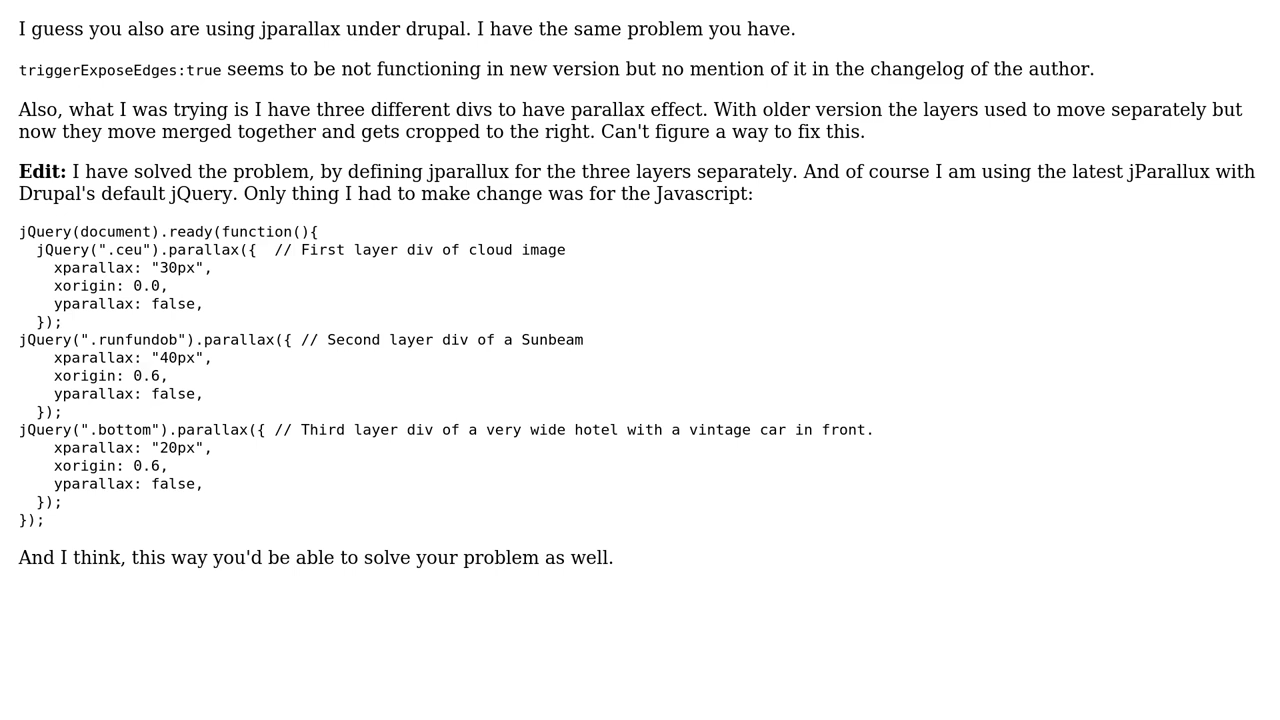 I guess you also are using jparallax under drupal. I have the same problem you have.
triggerExposeEdges:true seems to be not functioning in new version but no mention of it in the changelog of the author.
Also, what I was trying is I have three different divs to have parallax effect. With older version the layers used to move separately but
now they move merged together and gets cropped to the right. Can't figure a way to fix this.
Edit: I have solved the problem, by defining jparallux for the three layers separately. And of course I am using the latest jParallux with
Drupal's default jQuery. Only thing I had to make change was for the Javascript:
jQuery(document).ready(function(){
  jQuery(".ceu").parallax({  // First layer div of cloud image
    xparallax: "30px",
    xorigin: 0.0,
    yparallax: false,
  });
jQuery(".runfundob").parallax({ // Second layer div of a Sunbeam
    xparallax: "40px",
    xorigin: 0.6,
    yparallax: false,
  });
jQuery(".bottom").parallax({ // Third layer div of a very wide hotel with a vintage car in front.
    xparallax: "20px",
    xorigin: 0.6,
    yparallax: false,
  });
});
And I think, this way you'd be able to solve your problem as well.